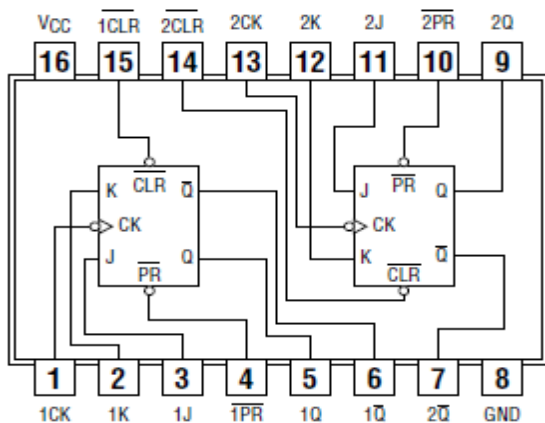 VCC 1CLR 2CLR 2CK 2K 2J 2PR 2Q
16 15 14 13 12 11 10 9
K CLR Q J PR Q
CK CK
J PR Q K CLR Q
1 2 3 4 5 6 7 8
1CK 1K 1J 1PR 1Q 1Q̅ 2Q̅ GND